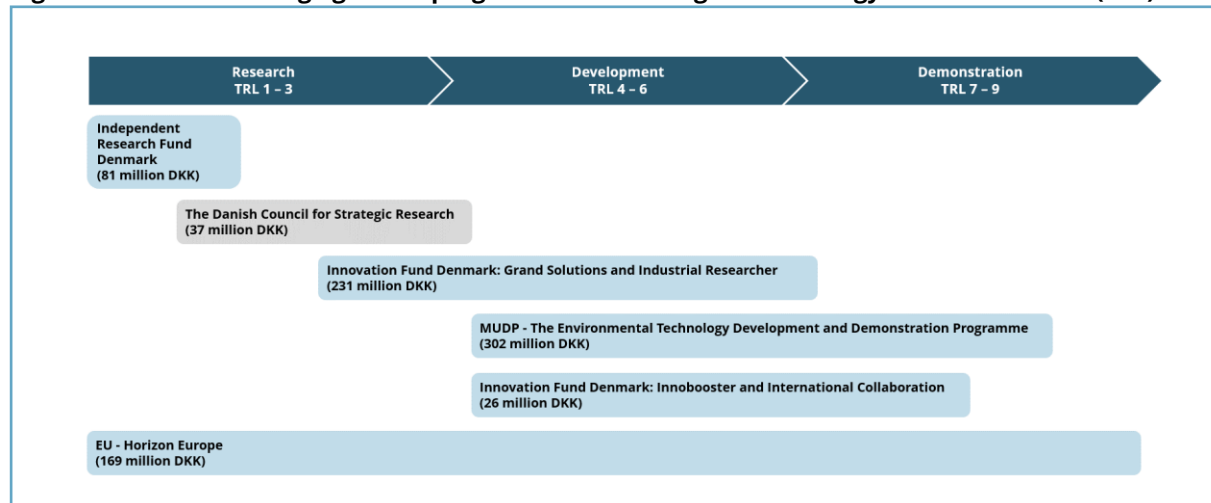 Research
TRL 1 – 3
Development
TRL 4 – 6
Demonstration
TRL 7 – 9
Independent
Research Fund
Denmark
(81 million DKK)
The Danish Council for Strategic Research
(37 million DKK)
Innovation Fund Denmark: Grand Solutions and Industrial Researcher
(231 million DKK)
MUDP - The Environmental Technology Development and Demonstration Programme
(302 million DKK)
Innovation Fund Denmark: Innobooster and International Collaboration
(26 million DKK)
EU - Horizon Europe
(169 million DKK)